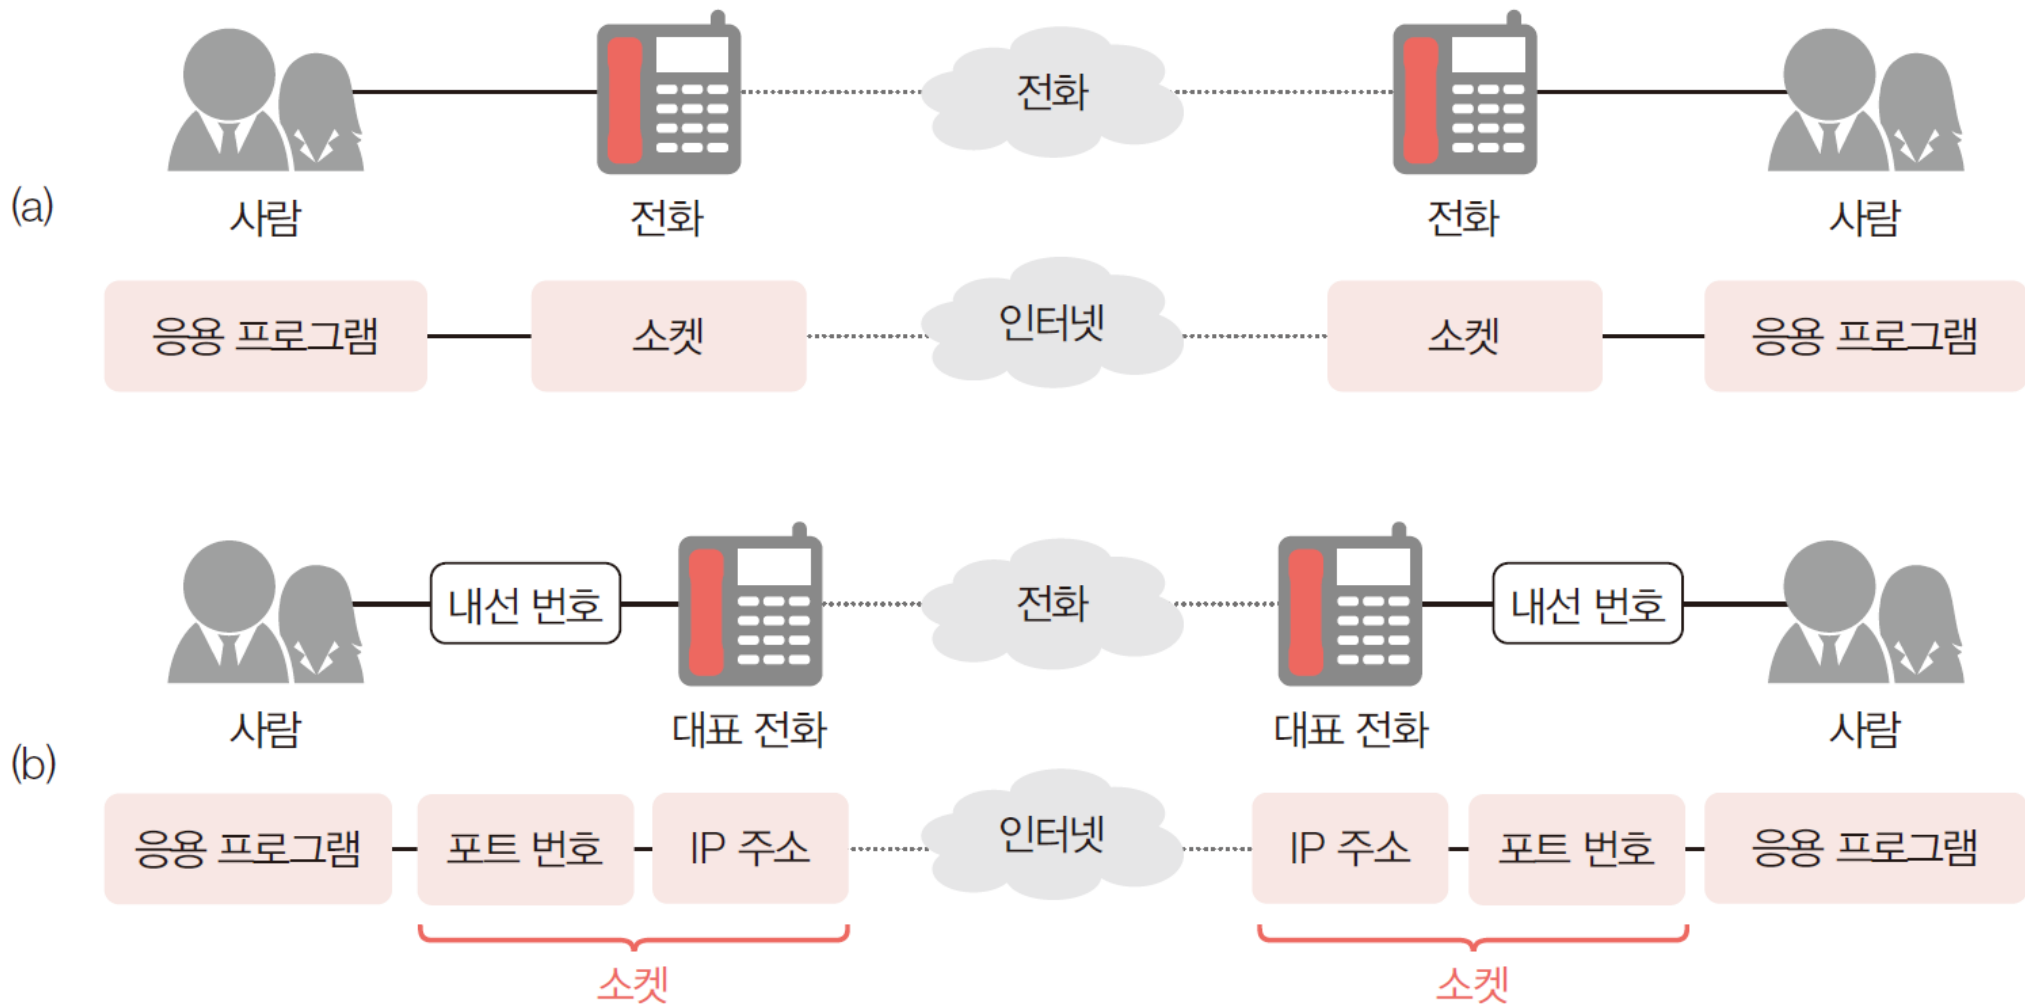 전화
(a)
사람 전화 전화 사람
응용 프로그램 소켓 인터넷 소켓 응용 프로그램
내선 번호 전화 내선 번호
사람 대표 전화 대표 전화 사람
(b)
응용 프로그램 포트 번호 IP 주소 인터넷 IP 주소 포트 번호 응용 프로그램
소켓 소켓